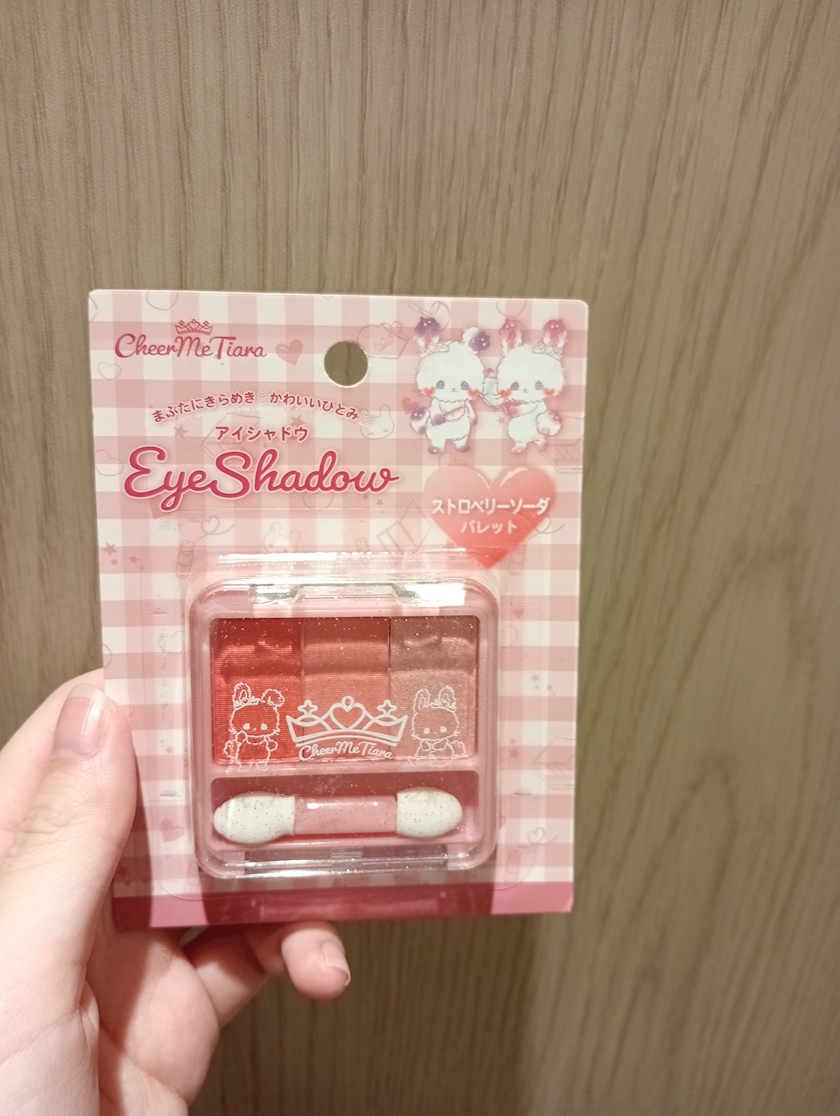 CheerMeTiara
まぶたにきらめき♡かわいいひとみ♡
アイシャドウ
EyeShadow
ストロベリーソーダ
パレット
CheerMeTiara